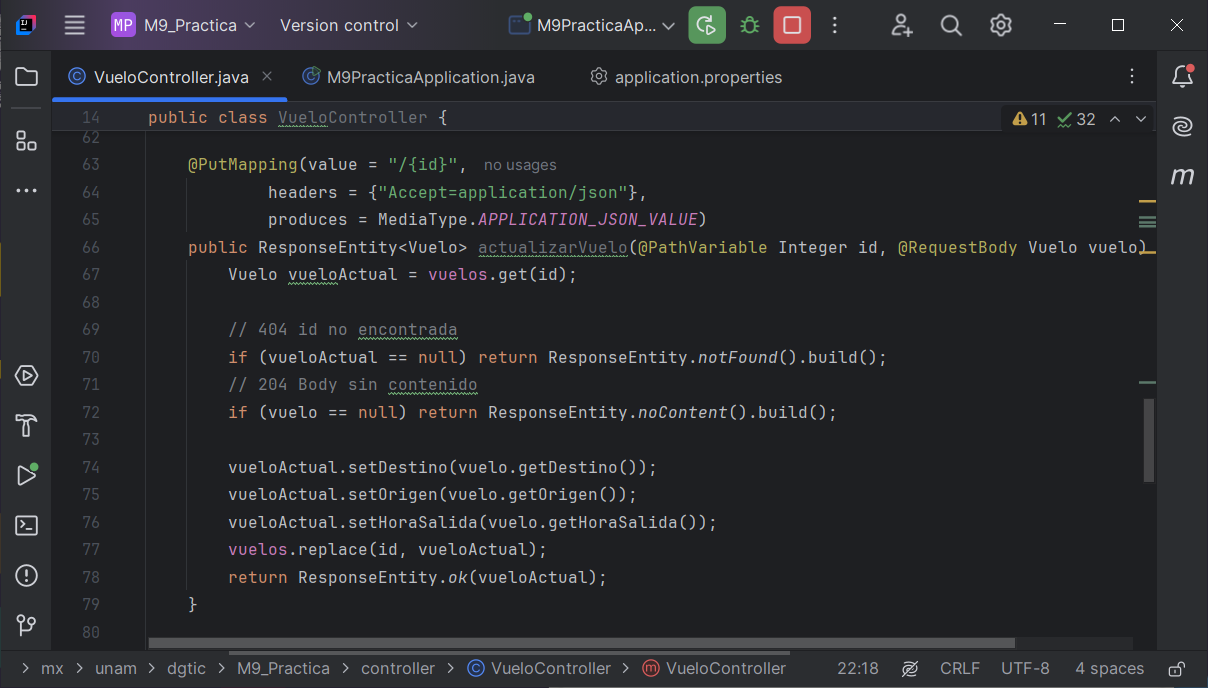 MP M9_Practica Version control M9PracticaAp...
VueloController.java M9PracticaApplication.java application.properties
14 public class VueloController { 11 32
62
63 @PutMapping(value = "/{id}", no usages
64 headers = {"Accept=application/json"},
65 produces = MediaType.APPLICATION_JSON_VALUE)
66 public ResponseEntity<Vuelo> actualizarVuelo(@PathVariable Integer id, @RequestBody Vuelo vuelo)
67 Vuelo vueloActual = vuelos.get(id);
68
69 // 404 id no encontrada
70 if (vueloActual == null) return ResponseEntity.notFound().build();
71 // 204 Body sin contenido
72 if (vuelo == null) return ResponseEntity.noContent().build();
73
74 vueloActual.setDestino(vuelo.getDestino());
75 vueloActual.setOrigen(vuelo.getOrigen());
76 vueloActual.setHoraSalida(vuelo.getHoraSalida());
77 vuelos.replace(id, vueloActual);
78 return ResponseEntity.ok(vueloActual);
79 }
80
mx > unam > dgtic > M9_Practica > controller > VueloController > VueloController 22:18 CRLF UTF-8 4 spaces